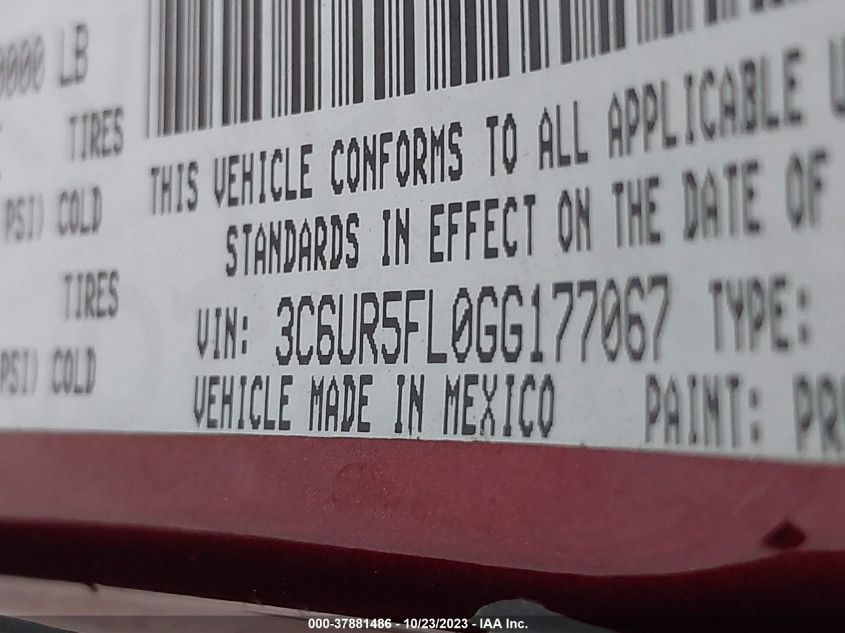 0000 LB
TIRES
PSI) COLD
TIRES
PSI) COLD
THIS VEHICLE CONFORMS TO ALL APPLICABLE U
STANDARDS IN EFFECT ON THE DATE OF
VIN: 3C6UR5FL0GG177067 TYPE:
VEHICLE MADE IN MEXICO PAINT: PR
000-37881486 - 10/23/2023 - IAA Inc.